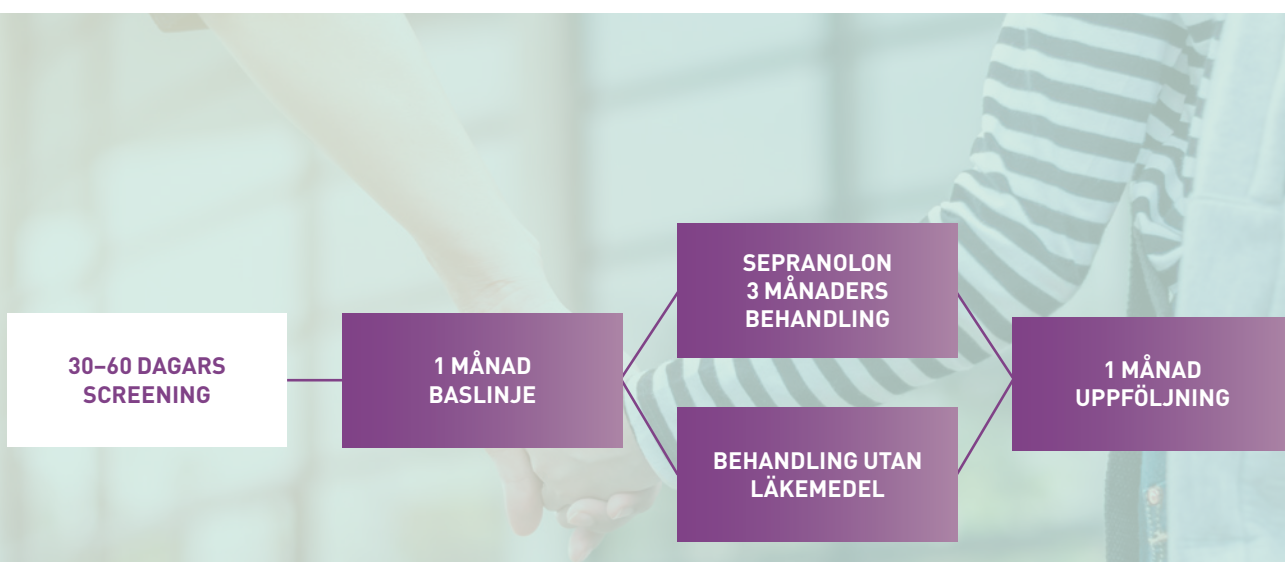 30–60 DAGARS
SCREENING
1 MÅNAD
BASLINJE
SEPRANOLON
3 MÅNADERS
BEHANDLING
BEHANDLING UTAN
LÄKEMEDEL
1 MÅNAD
UPPFÖLJNING